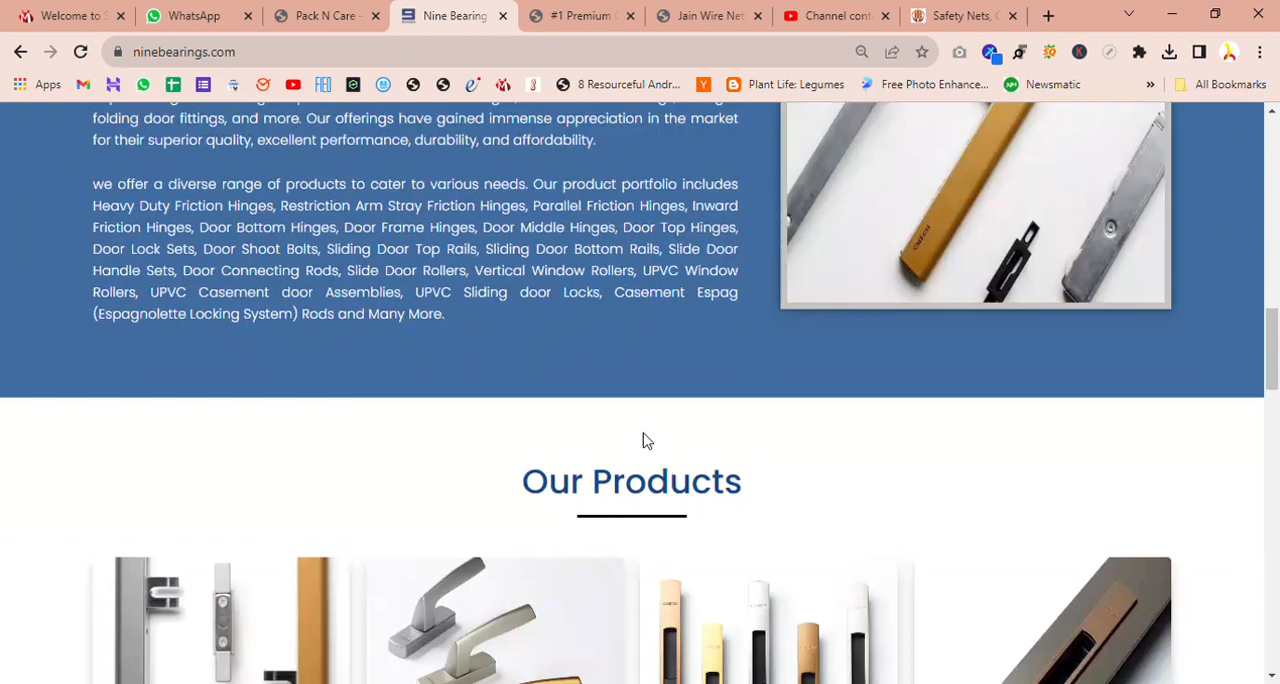 Welcome to S
WhatsApp
Pack N Care -
Nine Bearing
#1 Premium
Jain Wire Net
Channel cont
Safety Nets,
ninebearings.com
Apps
8 Resourceful Andr...
Plant Life: Legumes
Free Photo Enhance...
Newsmatic
»
All Bookmarks
folding door fittings, and more. Our offerings have gained immense appreciation in the market
for their superior quality, excellent performance, durability, and affordability.
we offer a diverse range of products to cater to various needs. Our product portfolio includes
Heavy Duty Friction Hinges, Restriction Arm Stray Friction Hinges, Parallel Friction Hinges, Inward
Friction Hinges, Door Bottom Hinges, Door Frame Hinges, Door Middle Hinges, Door Top Hinges,
Door Lock Sets, Door Shoot Bolts, Sliding Door Top Rails, Sliding Door Bottom Rails, Slide Door
Handle Sets, Door Connecting Rods, Slide Door Rollers, Vertical Window Rollers, UPVC Window
Rollers, UPVC Casement door Assemblies, UPVC Sliding door Locks, Casement Espag
(Espagnolette Locking System) Rods and Many More.
Our Products